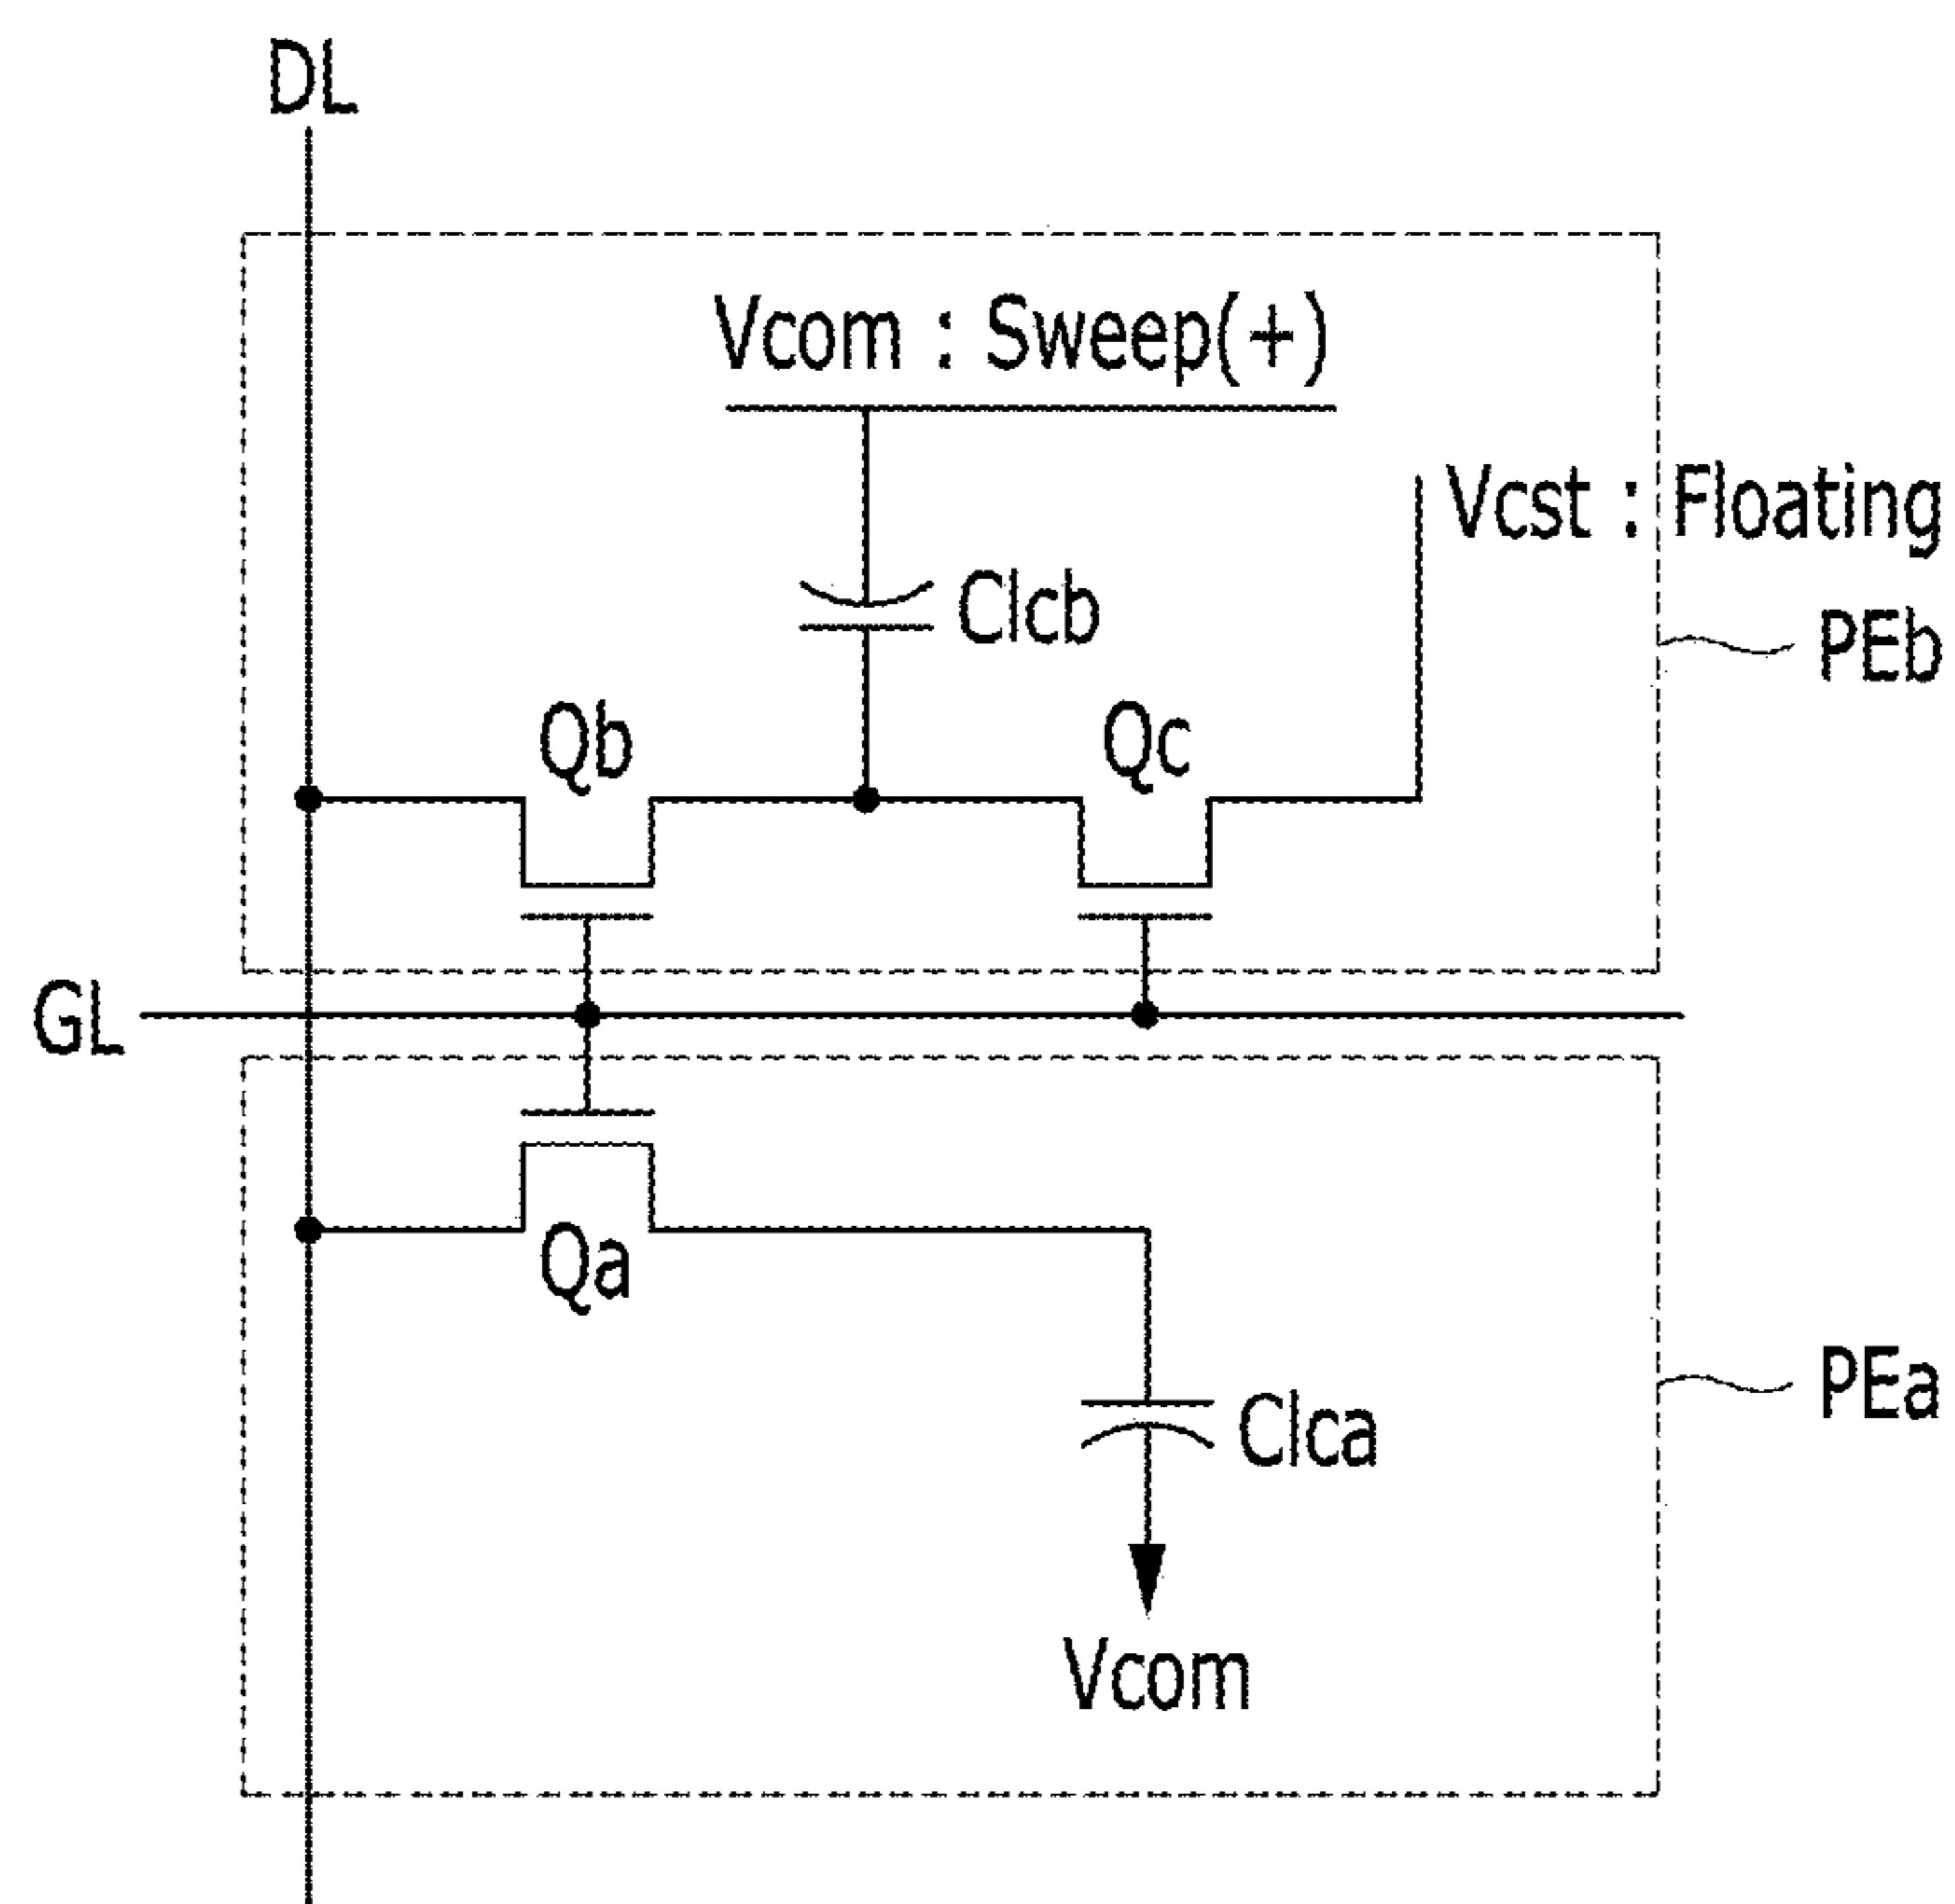 DL
Vcom : Sweep(+)
Vcst : Floating
Clcb
PEb
Qb
Qc
GL
Qa
PEa
Clca
Vcom